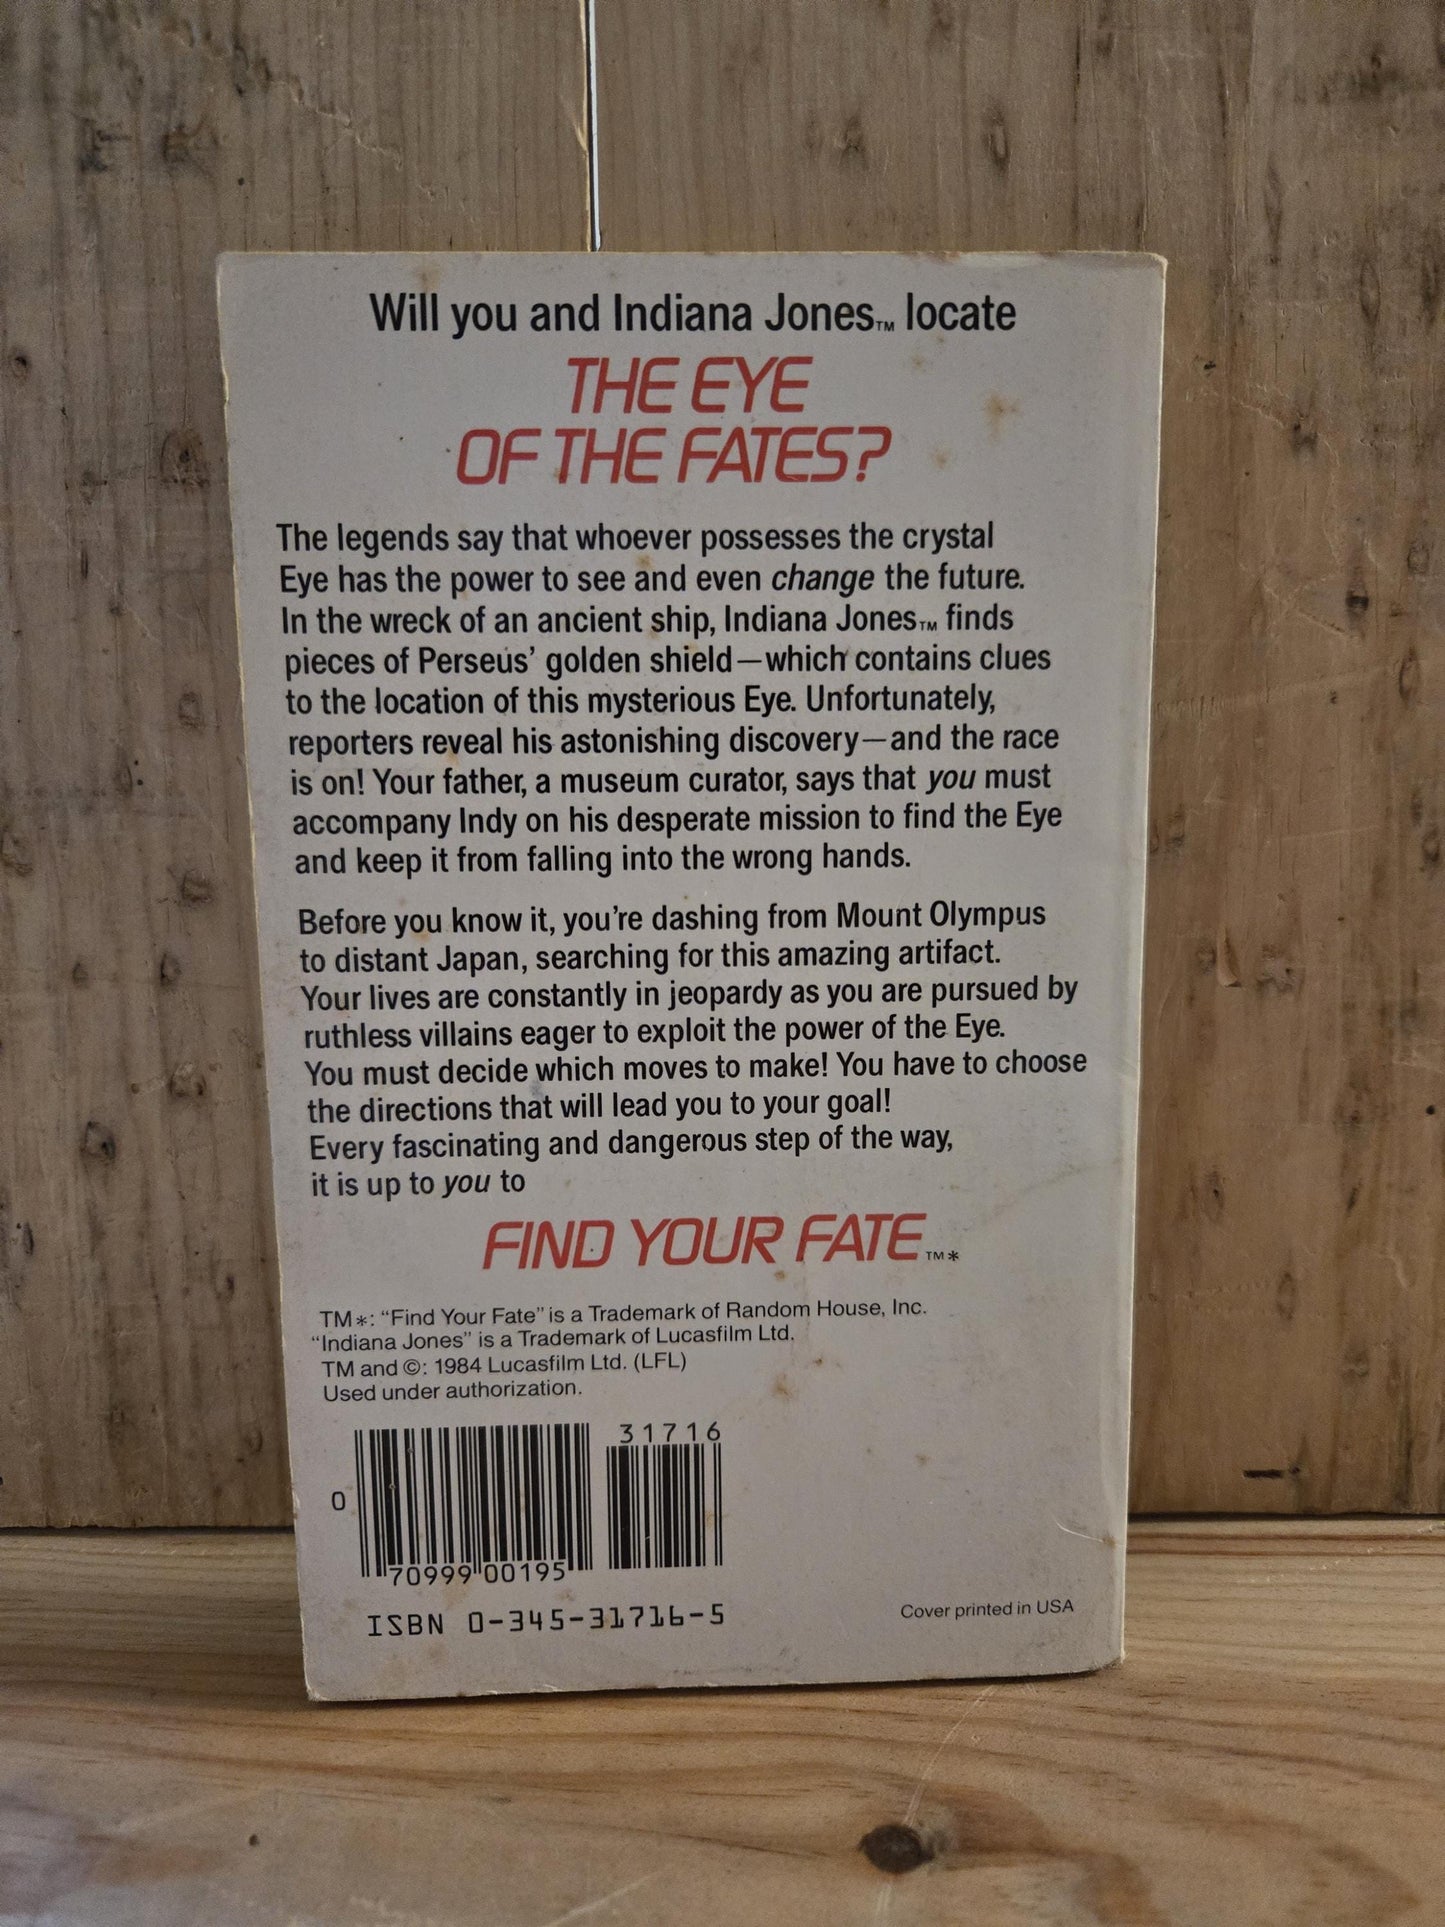 Will you and Indiana Jones™ locate
THE EYE
OF THE FATES?
The legends say that whoever possesses the crystal
Eye has the power to see and even change the future.
In the wreck of an ancient ship, Indiana Jones™ finds
pieces of Perseus' golden shield—which contains clues
to the location of this mysterious Eye. Unfortunately,
reporters reveal his astonishing discovery—and the race
is on! Your father, a museum curator, says that you must
accompany Indy on his desperate mission to find the Eye
and keep it from falling into the wrong hands.
Before you know it, you're dashing from Mount Olympus
to distant Japan, searching for this amazing artifact.
Your lives are constantly in jeopardy as you are pursued by
ruthless villains eager to exploit the power of the Eye.
You must decide which moves to make! You have to choose
the directions that will lead you to your goal!
Every fascinating and dangerous step of the way,
it is up to you to
FIND YOUR FATE™*
TM*: "Find Your Fate" is a Trademark of Random House, Inc.
"Indiana Jones" is a Trademark of Lucasfilm Ltd.
TM and ©: 1984 Lucasfilm Ltd. (LFL)
Used under authorization.
31716
0
70999 00195
ISBN 0-345-31716-5
Cover printed in USA